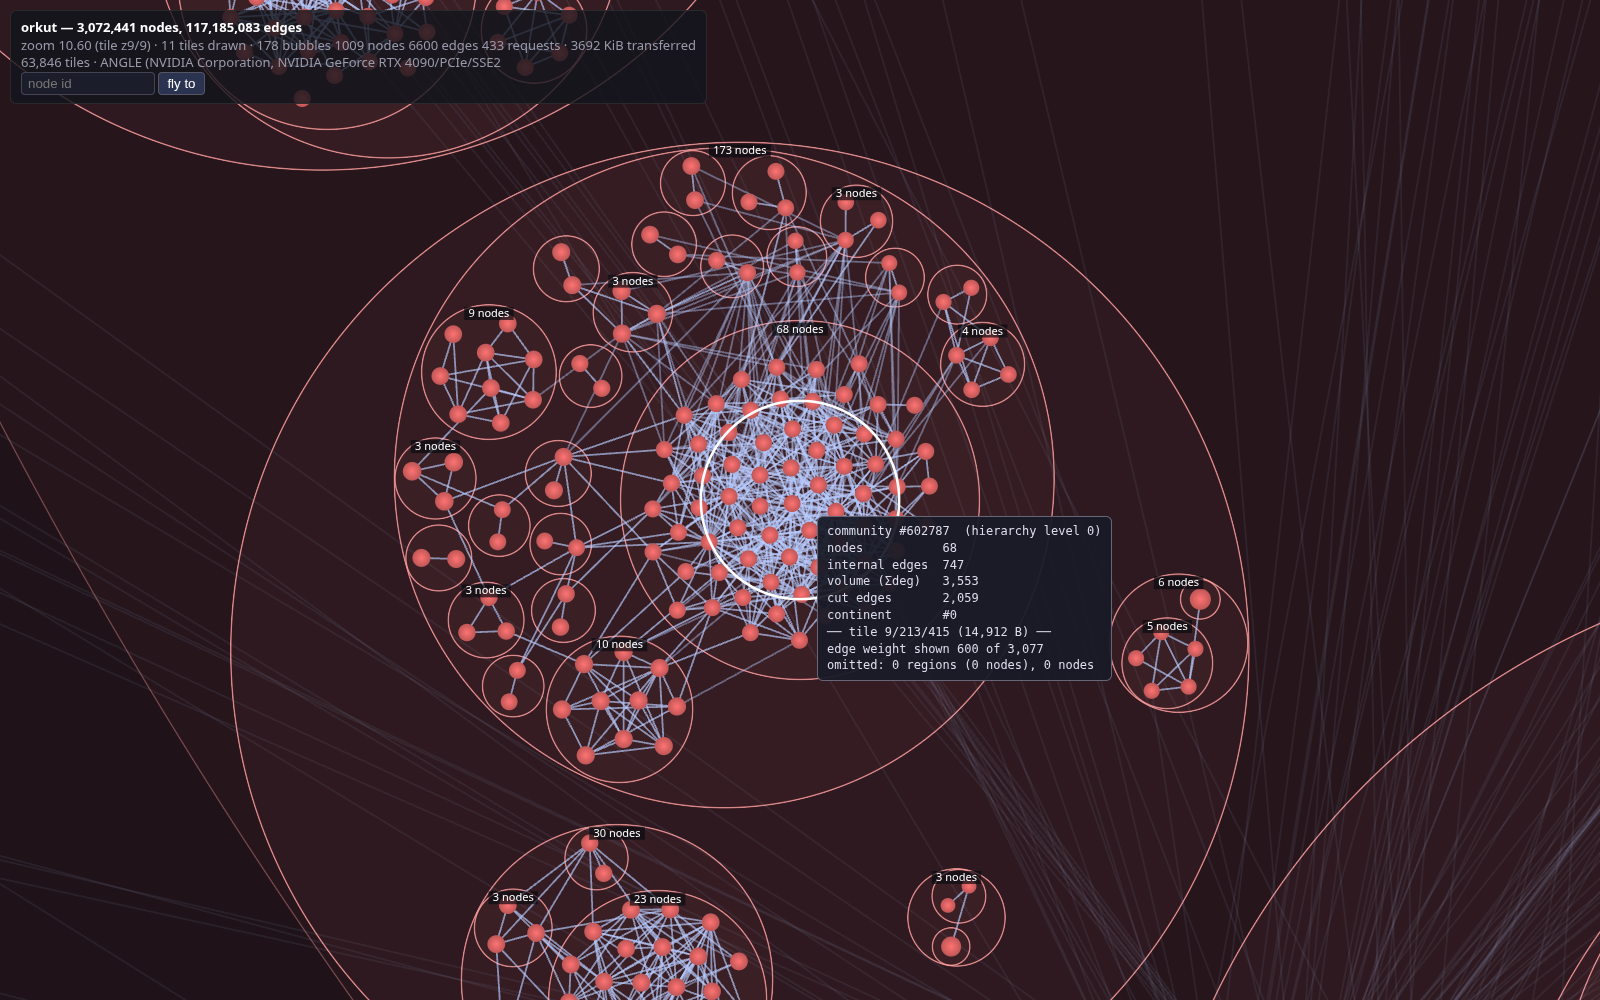 orkut — 3,072,441 nodes, 117,185,083 edges
zoom 10.60 (tile z9/9) · 11 tiles drawn · 178 bubbles 1009 nodes 6600 edges 433 requests · 3692 KiB transferred
63,846 tiles · ANGLE (NVIDIA Corporation, NVIDIA GeForce RTX 4090/PCIe/SSE2
node id
fly to
173 nodes
3 nodes
3 nodes
9 nodes
68 nodes
4 nodes
3 nodes
community #602787 (hierarchy level 0)
nodes 68
internal edges 747
volume (Σdeg) 3,553
cut edges 2,059
continent #0
── tile 9/213/415 (14,912 B) ──
edge weight shown 600 of 3,077
omitted: 0 regions (0 nodes), 0 nodes
6 nodes
3 nodes
5 nodes
10 nodes
30 nodes
3 nodes
3 nodes
23 nodes